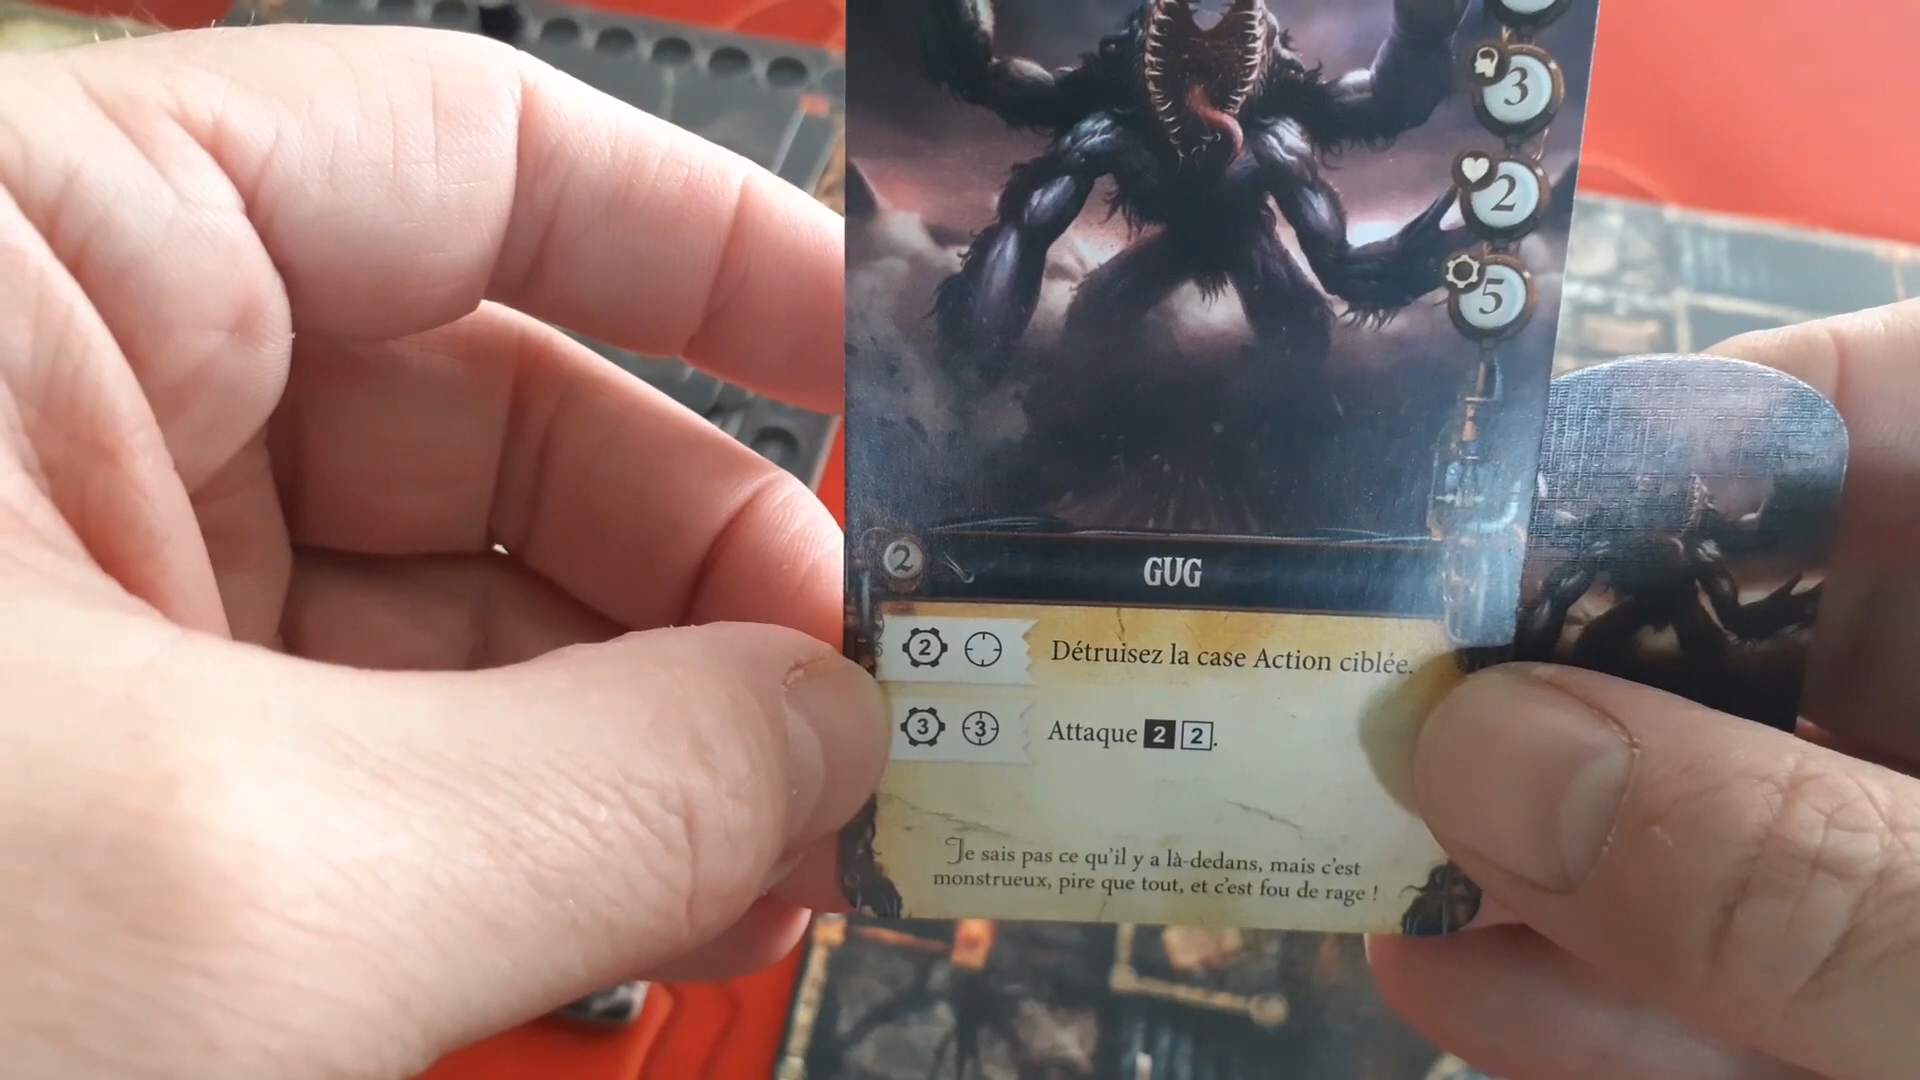 3
2
5
2
GUG
2 Détruisez la case Action ciblée.
3 3 Attaque 2 2.
Je sais pas ce qu'il y a là-dedans, mais c'est
monstrueux, pire que tout, et c'est fou de rage !